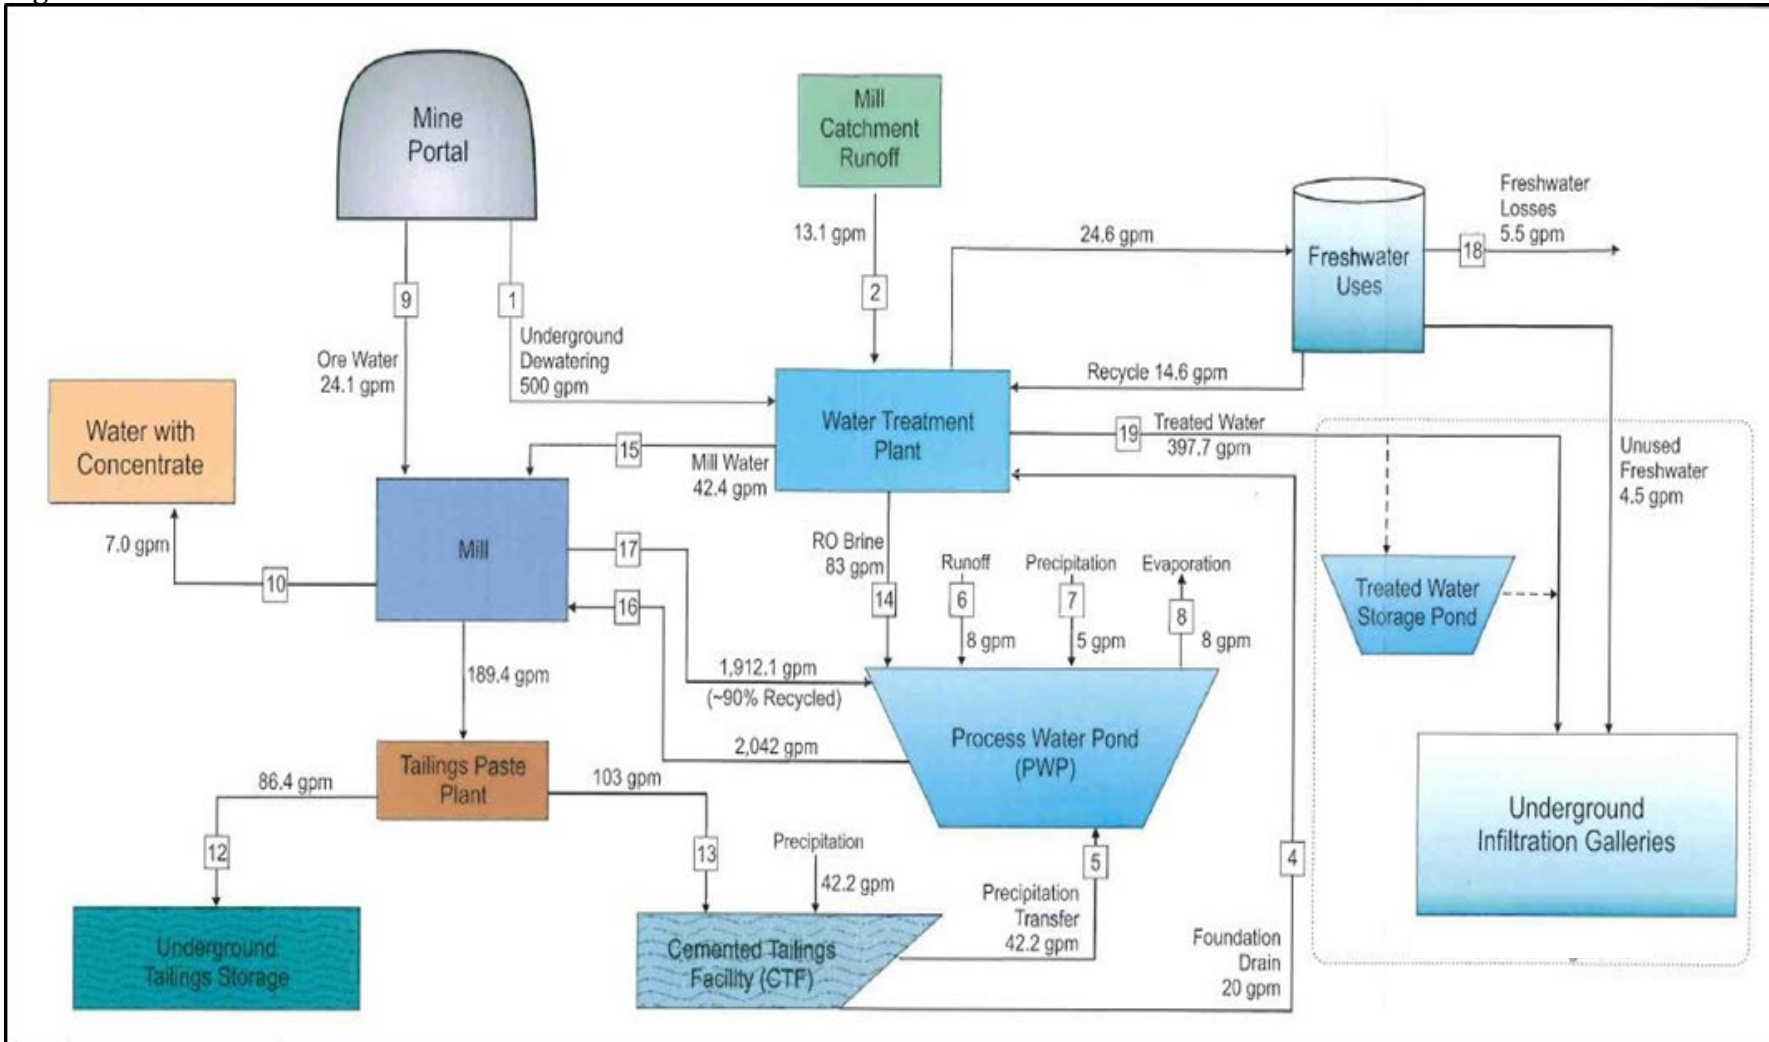 Mine
Portal
Mill
Catchment
Runoff
13.1 gpm
2
24.6 gpm
Freshwater
Uses
Freshwater
Losses
5.5 gpm
18
9
1
Ore Water
24.1 gpm
Underground
Dewatering
500 gpm
Recycle 14.6 gpm
Water with
Concentrate
Water Treatment
Plant
19
Treated Water
397.7 gpm
Unused
Freshwater
4.5 gpm
15
Mill Water
42.4 gpm
7.0 gpm
10
Mill
17
16
RO Brine
83 gpm
14
Runoff
6
8 gpm
Precipitation
7
5 gpm
Evaporation
8
8 gpm
Treated Water
Storage Pond
189.4 gpm
1,912.1 gpm
(~90% Recycled)
2,042 gpm
Process Water Pond
(PWP)
Tailings Paste
Plant
86.4 gpm
103 gpm
12
13
Precipitation
42.2 gpm
5
4
Precipitation
Transfer
42.2 gpm
Foundation
Drain
20 gpm
Underground
Infiltration Galleries
Underground
Tailings Storage
Cemented Tailings
Facility (CTF)